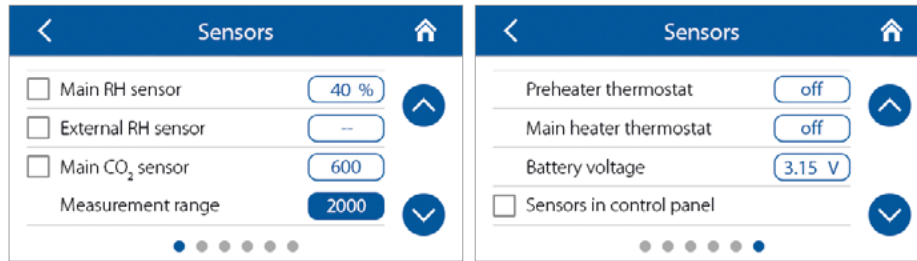 Sensors
Main RH sensor 40 %
External RH sensor --
Main CO₂ sensor 600
Measurement range 2000
Sensors
Preheater thermostat off
Main heater thermostat off
Battery voltage 3.15 V
Sensors in control panel